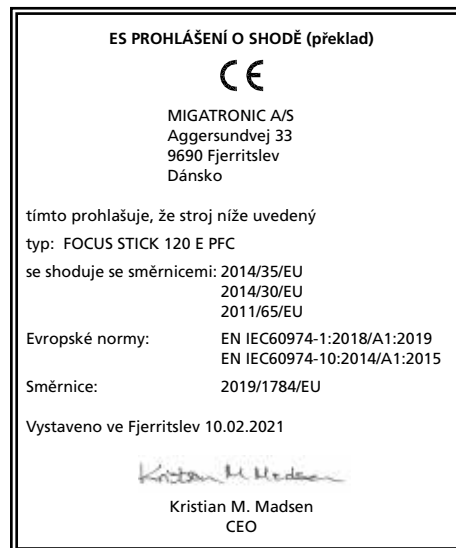 ES PROHLÁŠENÍ O SHODĚ (překlad)
CE
MIGATRONIC A/S
Aggersundvej 33
9690 Fjerritslev
Dánsko
tímto prohlašuje, že stroj níže uvedený
typ: FOCUS STICK 120 E PFC
se shoduje se směrnicemi: 2014/35/EU
2014/30/EU
2011/65/EU
Evropské normy: EN IEC60974-1:2018/A1:2019
EN IEC60974-10:2014/A1:2015
Směrnice: 2019/1784/EU
Vystaveno ve Fjerritslev 10.02.2021
Kristian M Madsen
Kristian M. Madsen
CEO